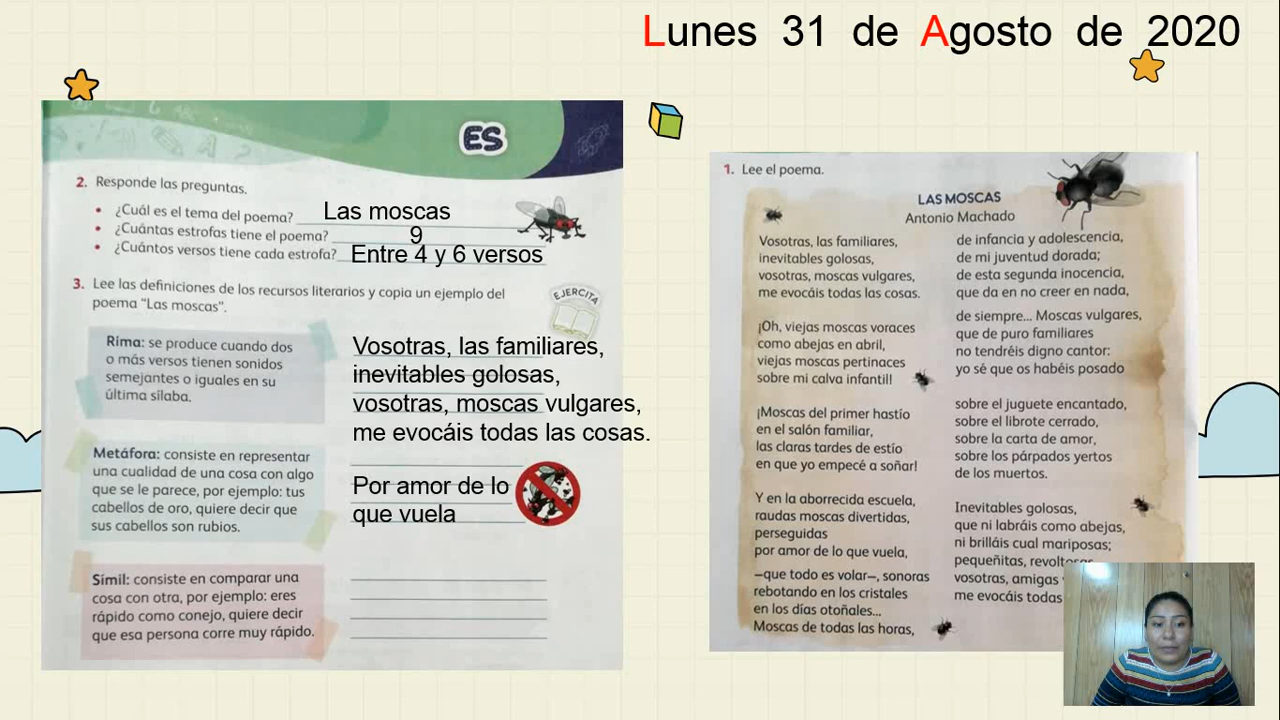 Lunes 31 de Agosto de 2020
ES
2. Responde las preguntas.
• ¿Cuál es el tema del poema? Las moscas
• ¿Cuántas estrofas tiene el poema? 9
• ¿Cuántos versos tiene cada estrofa? Entre 4 y 6 versos
3. Lee las definiciones de los recursos literarios y copia un ejemplo del
poema "Las moscas".
EJERCITA
Rima: se produce cuando dos
o más versos tienen sonidos
semejantes o iguales en su
última sílaba.
Vosotras, las familiares,
inevitables golosas,
vosotras, moscas vulgares,
me evocáis todas las cosas.
Metáfora: consiste en representar
una cualidad de una cosa con algo
que se le parece, por ejemplo: tus
cabellos de oro, quiere decir que
sus cabellos son rubios.
Por amor de lo
que vuela
Símil: consiste en comparar una
cosa con otra, por ejemplo: eres
rápido como conejo, quiere decir
que esa persona corre muy rápido.
1. Lee el poema.
LAS MOSCAS
Antonio Machado
Vosotras, las familiares,
inevitables golosas,
vosotras, moscas vulgares,
me evocáis todas las cosas.
¡Oh, viejas moscas voraces
como abejas en abril,
viejas moscas pertinaces
sobre mi calva infantil!
¡Moscas del primer hastío
en el salón familiar,
las claras tardes de estío
en que yo empecé a soñar!
Y en la aborrecida escuela,
raudas moscas divertidas,
perseguidas
por amor de lo que vuela,
—que todo es volar—, sonoras
rebotando en los cristales
en los días otoñales...
Moscas de todas las horas,
de infancia y adolescencia,
de mi juventud dorada;
de esta segunda inocencia,
que da en no creer en nada,
de siempre... Moscas vulgares,
que de puro familiares
no tendréis digno cantor:
yo sé que os habéis posado
sobre el juguete encantado,
sobre el librote cerrado,
sobre la carta de amor,
sobre los párpados yertos
de los muertos.
Inevitables golosas,
que ni labráis como abejas,
ni brilláis cual mariposas;
pequeñitas, revoltosas,
vosotras, amigas
me evocáis todas